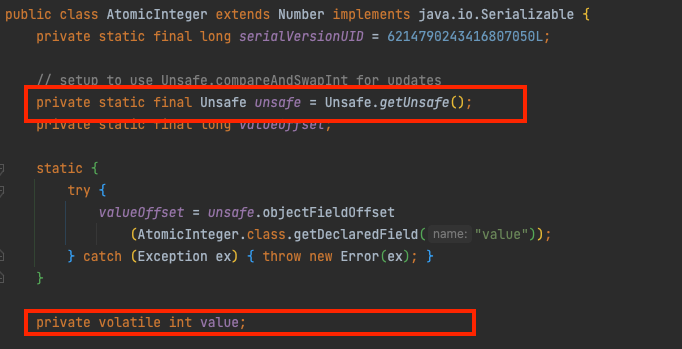 public class AtomicInteger extends Number implements java.io.Serializable {
private static final long serialVersionUID = 6214790243416807050L;
// setup to use Unsafe.compareAndSwapInt for updates
private static final Unsafe unsafe = Unsafe.getUnsafe();
private static final long valueOffset;
static {
try {
valueOffset = unsafe.objectFieldOffset
(AtomicInteger.class.getDeclaredField( name: "value"));
} catch (Exception ex) { throw new Error(ex); }
}
private volatile int value;